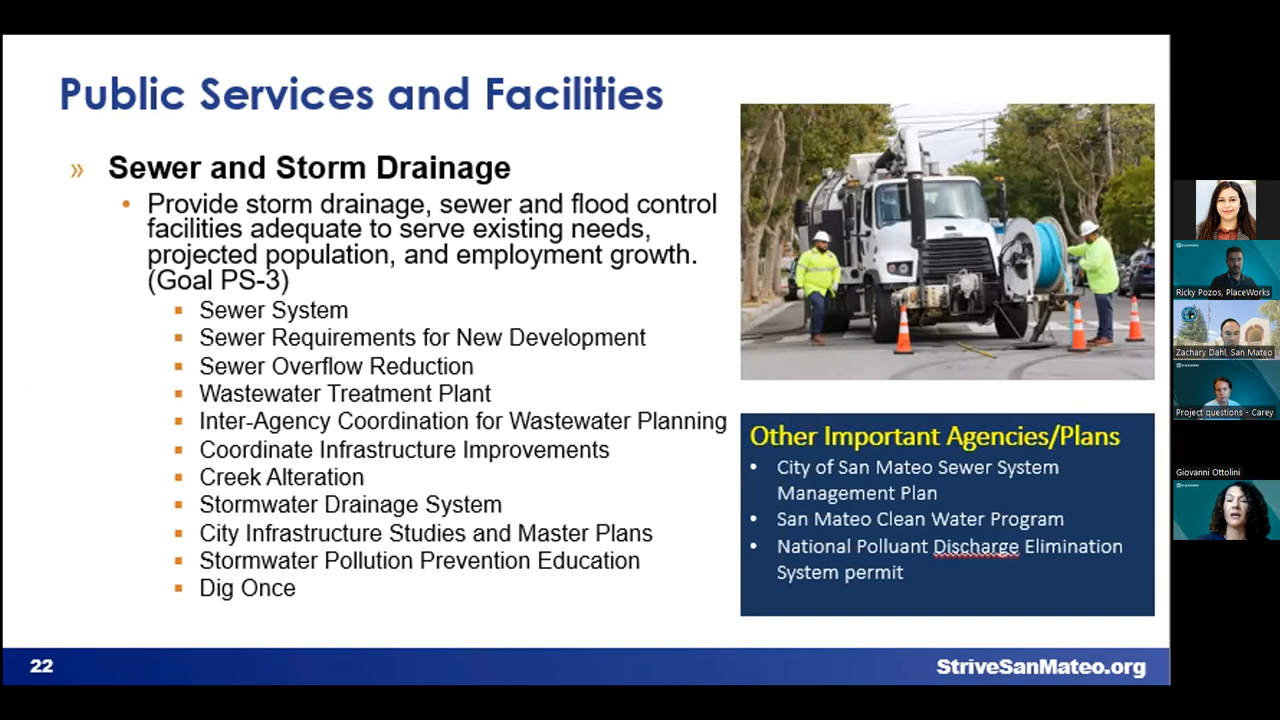 Public Services and Facilities
» Sewer and Storm Drainage
• Provide storm drainage, sewer and flood control
facilities adequate to serve existing needs,
projected population, and employment growth.
(Goal PS-3)
▪ Sewer System
▪ Sewer Requirements for New Development
▪ Sewer Overflow Reduction
▪ Wastewater Treatment Plant
▪ Inter-Agency Coordination for Wastewater Planning
▪ Coordinate Infrastructure Improvements
▪ Creek Alteration
▪ Stormwater Drainage System
▪ City Infrastructure Studies and Master Plans
▪ Stormwater Pollution Prevention Education
▪ Dig Once
Other Important Agencies/Plans
• City of San Mateo Sewer System
Management Plan
• San Mateo Clean Water Program
• National Polluant Discharge Elimination
System permit
22
StriveSanMateo.org
Ricky Pozos, PlaceWorks
Zachary Dahl, San Mateo
Project questions - Carey
Giovanni Ottolini